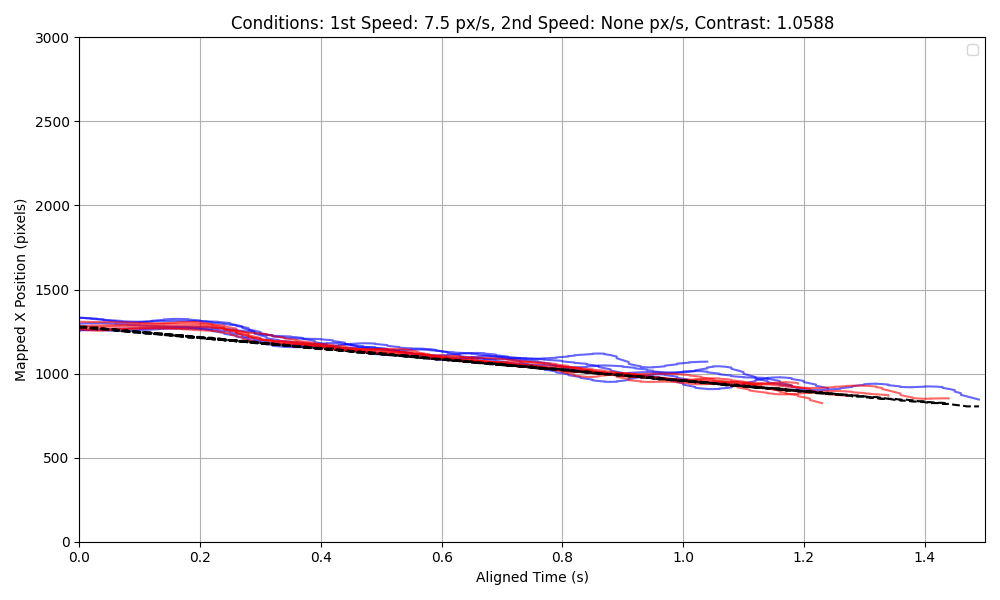 Conditions: 1st Speed: 7.5 px/s, 2nd Speed: None px/s, Contrast: 1.0588
Mapped X Position (pixels)
3000
2500
2000
1500
1000
500
0
0.0 0.2 0.4 0.6 0.8 1.0 1.2 1.4
Aligned Time (s)